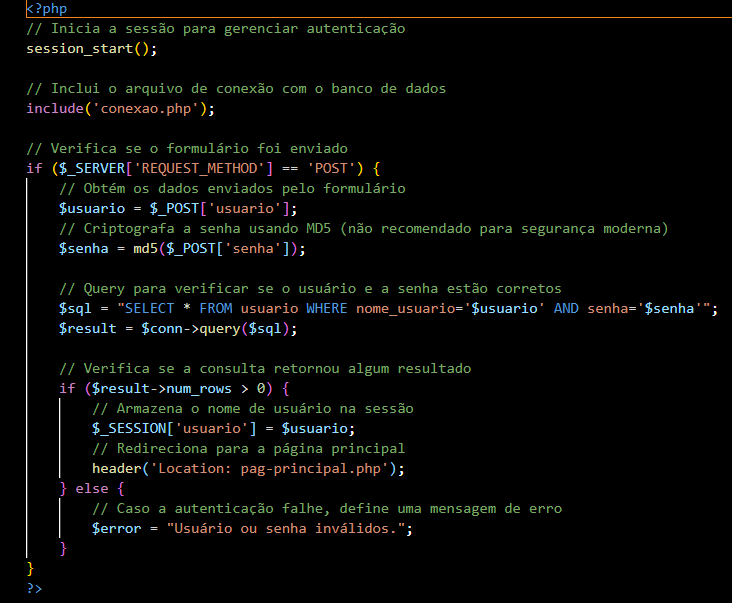 <?php
// Inicia a sessão para gerenciar autenticação
session_start();
// Inclui o arquivo de conexão com o banco de dados
include('conexao.php');
// Verifica se o formulário foi enviado
if ($_SERVER['REQUEST_METHOD'] == 'POST') {
// Obtém os dados enviados pelo formulário
$usuario = $_POST['usuario'];
// Criptografa a senha usando MD5 (não recomendado para segurança moderna)
$senha = md5($_POST['senha']);
// Query para verificar se o usuário e a senha estão corretos
$sql = "SELECT * FROM usuario WHERE nome_usuario='$usuario' AND senha='$senha'";
$result = $conn->query($sql);
// Verifica se a consulta retornou algum resultado
if ($result->num_rows > 0) {
// Armazena o nome de usuário na sessão
$_SESSION['usuario'] = $usuario;
// Redireciona para a página principal
header('Location: pag-principal.php');
} else {
// Caso a autenticação falhe, define uma mensagem de erro
$error = "Usuário ou senha inválidos.";
}
}
?>